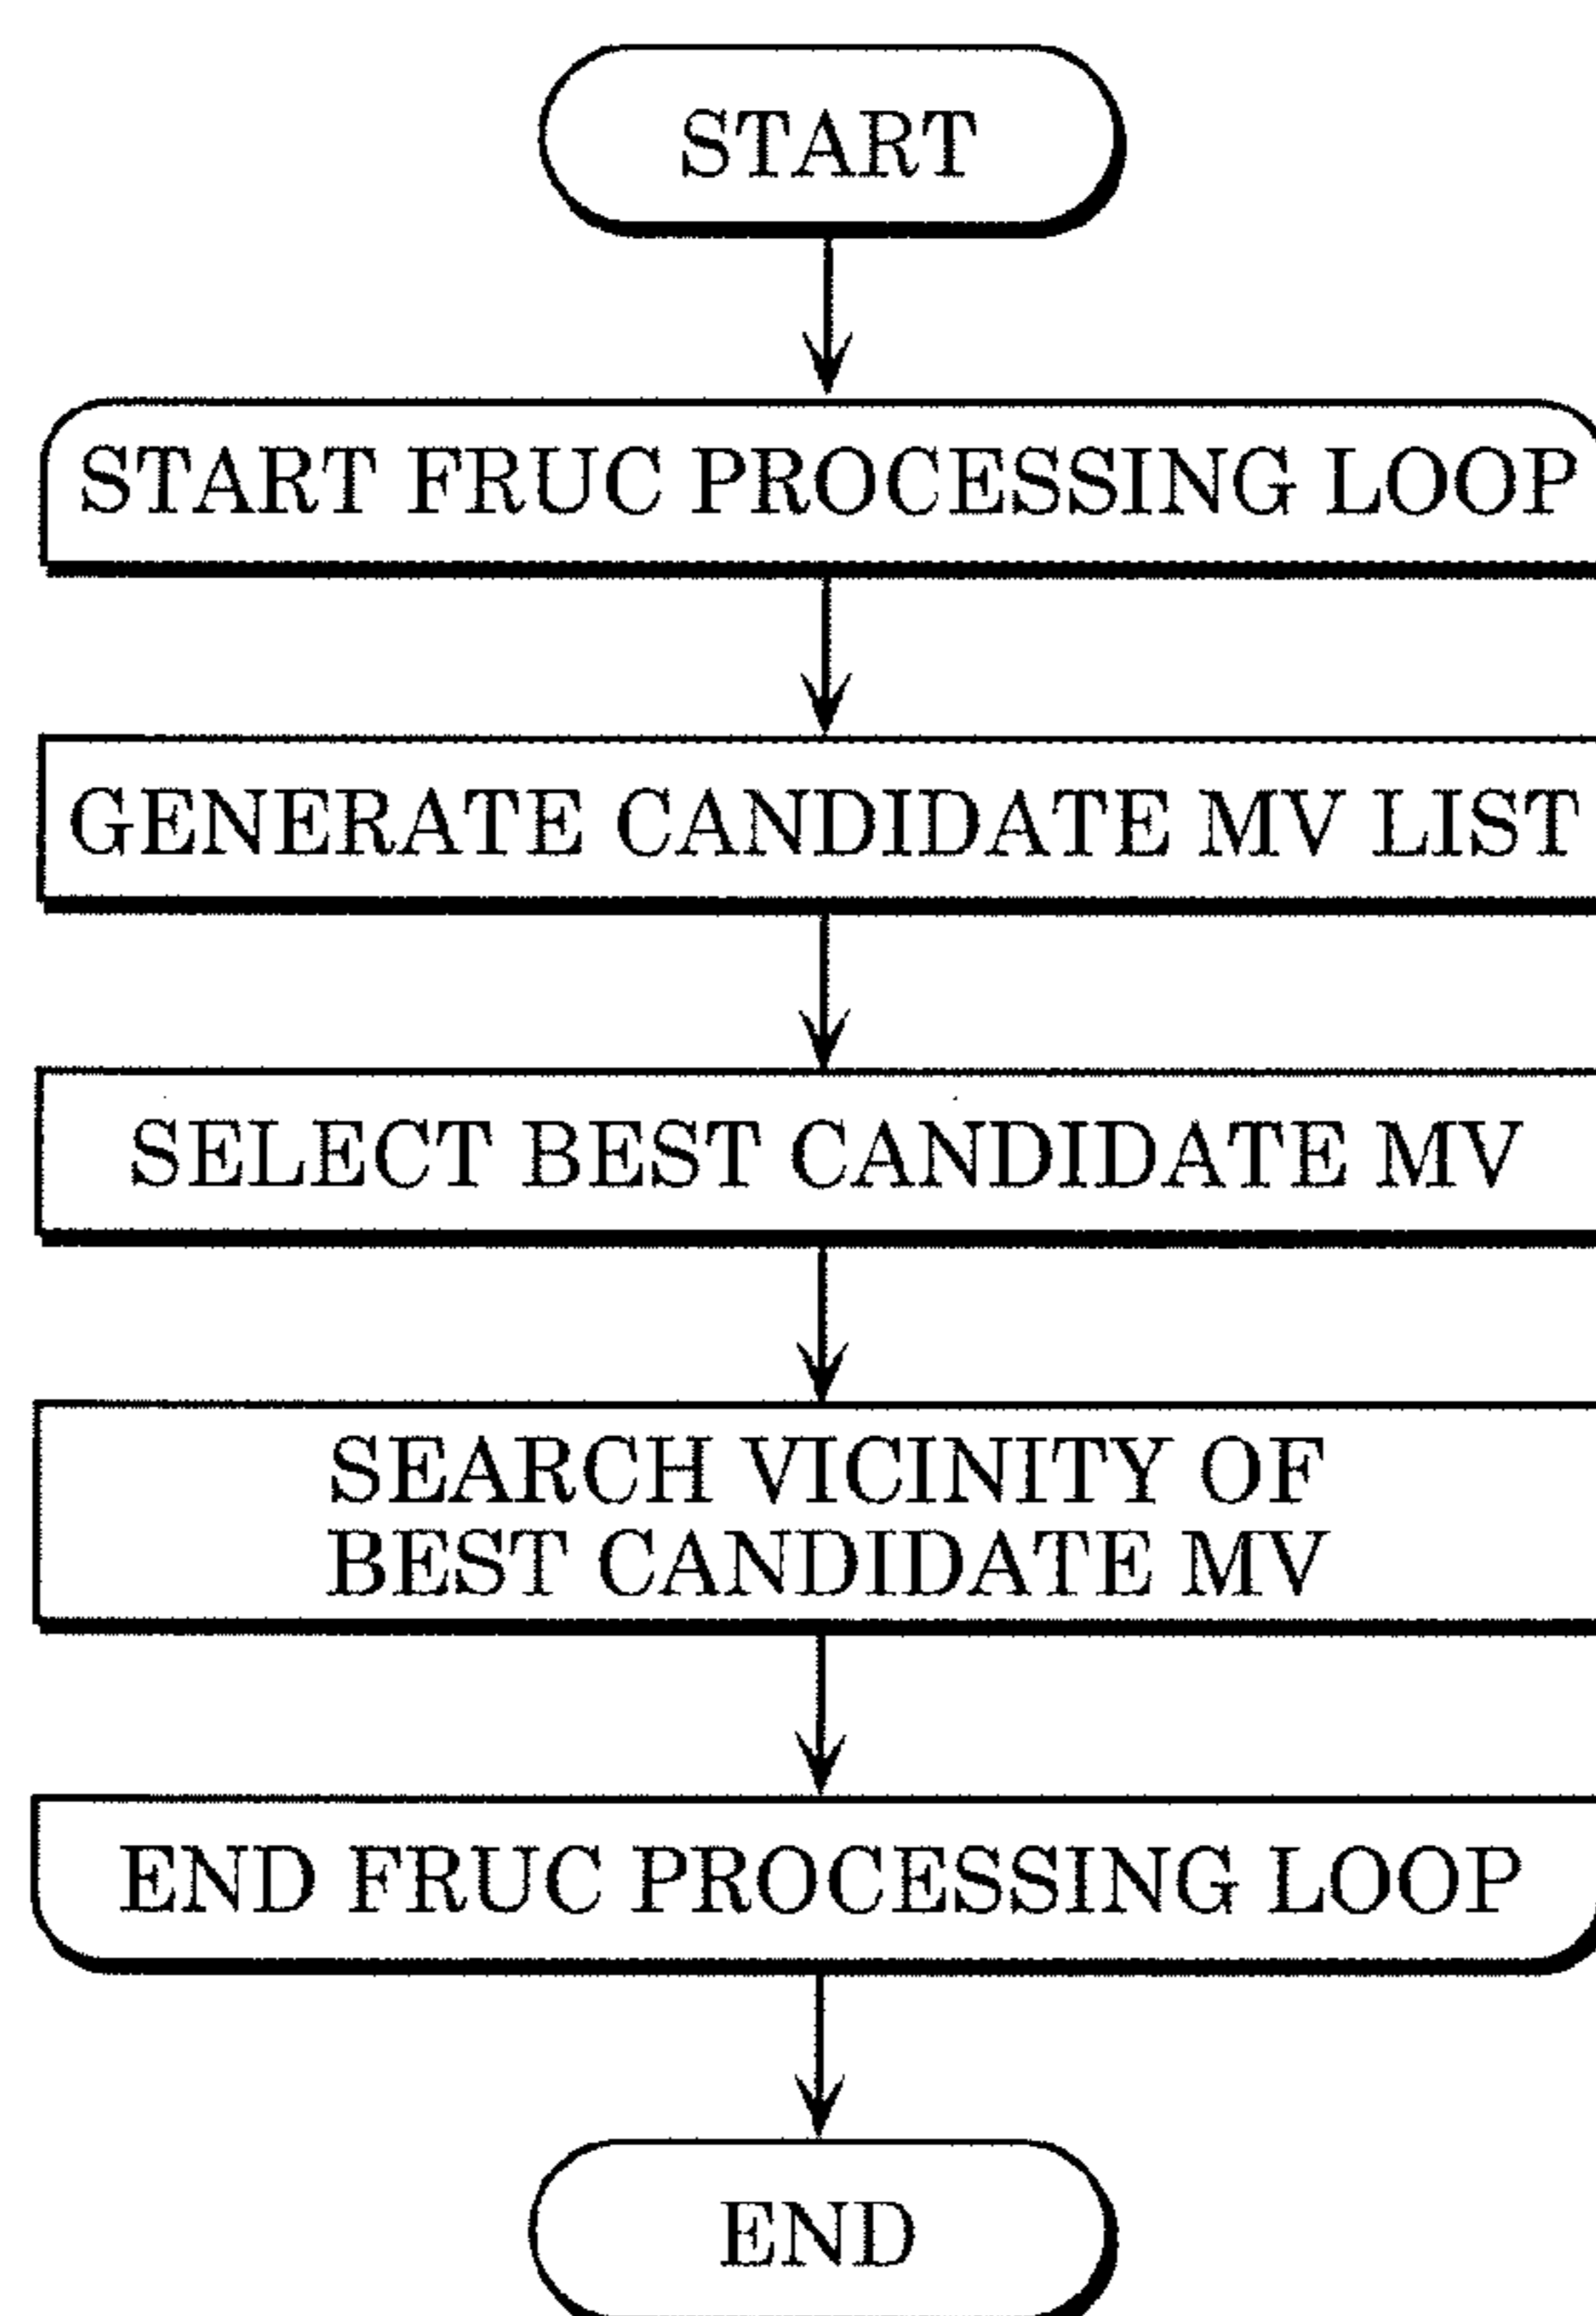 START
START FRUC PROCESSING LOOP
GENERATE CANDIDATE MV LIST
SELECT BEST CANDIDATE MV
SEARCH VICINITY OF
BEST CANDIDATE MV
END FRUC PROCESSING LOOP
END